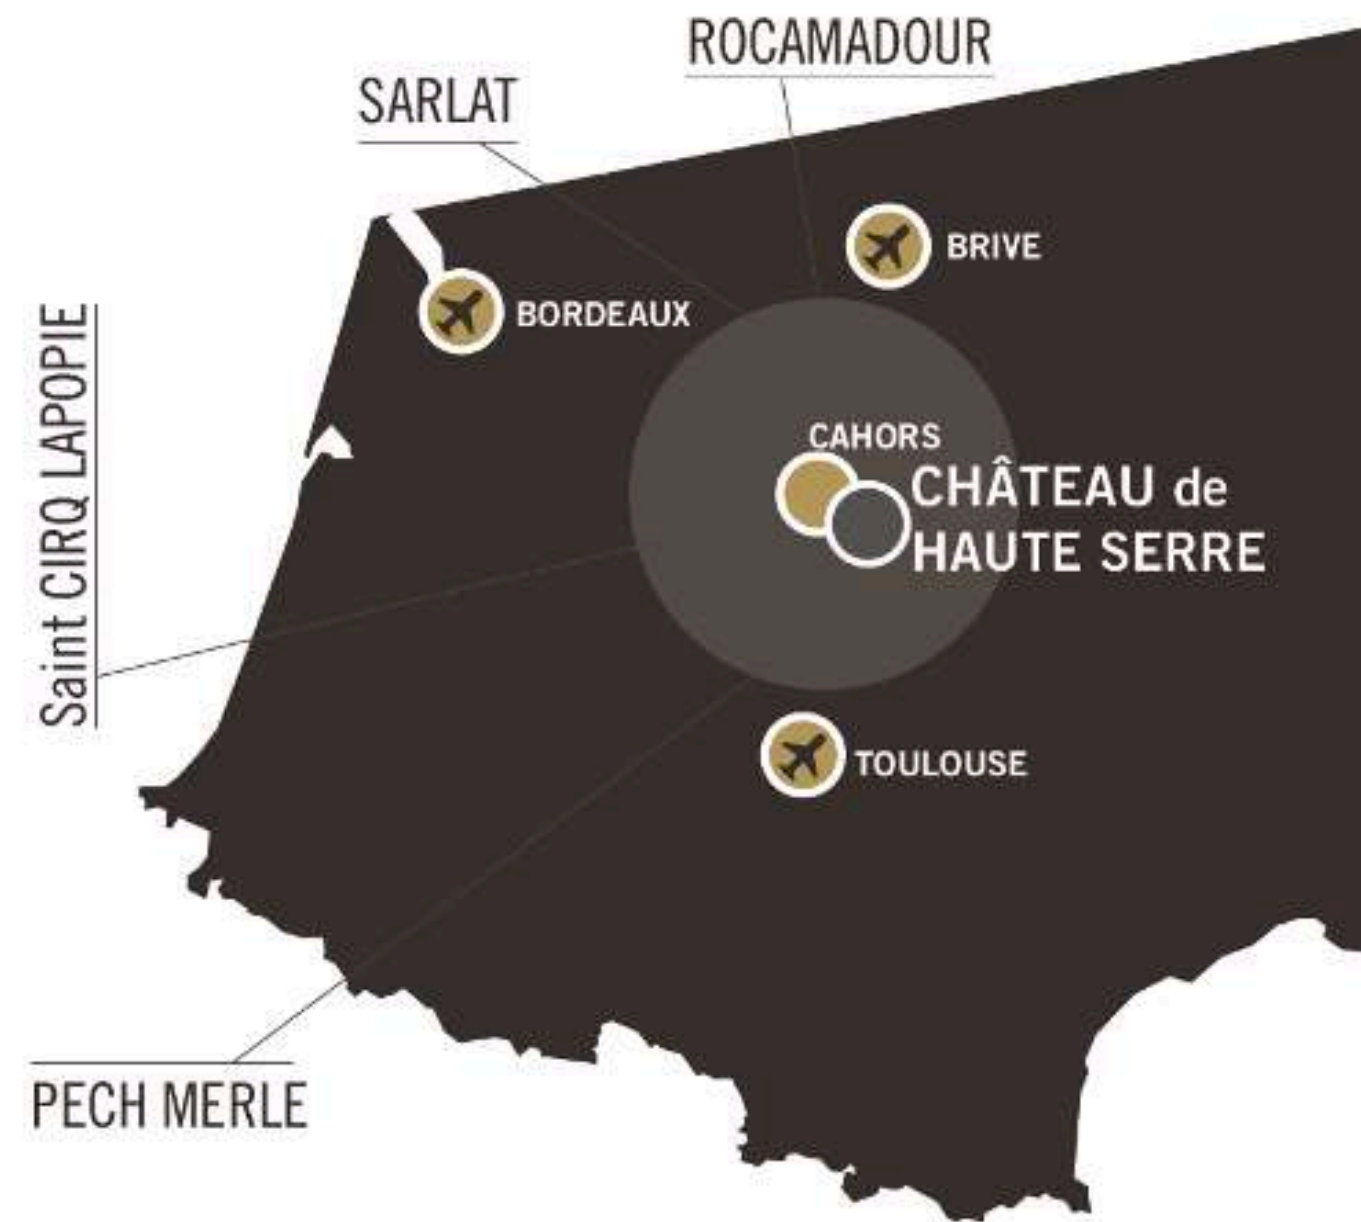 ROCAMADOUR
SARLAT
BRIVE
BORDEAUX
Saint CIRQ LAPOPIE
CAHORS
CHÂTEAU de
HAUTE SERRE
TOULOUSE
PECH MERLE